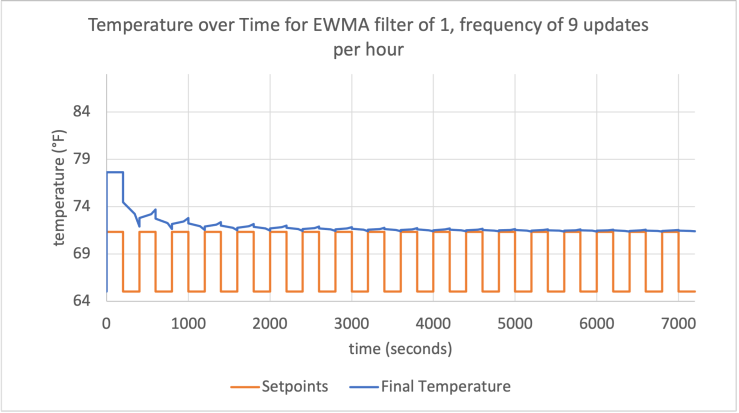 Temperature over Time for EWMA filter of 1, frequency of 9 updates
per hour
84
79
74
69
64
temperature (°F)
0 1000 2000 3000 4000 5000 6000 7000
time (seconds)
Setpoints Final Temperature